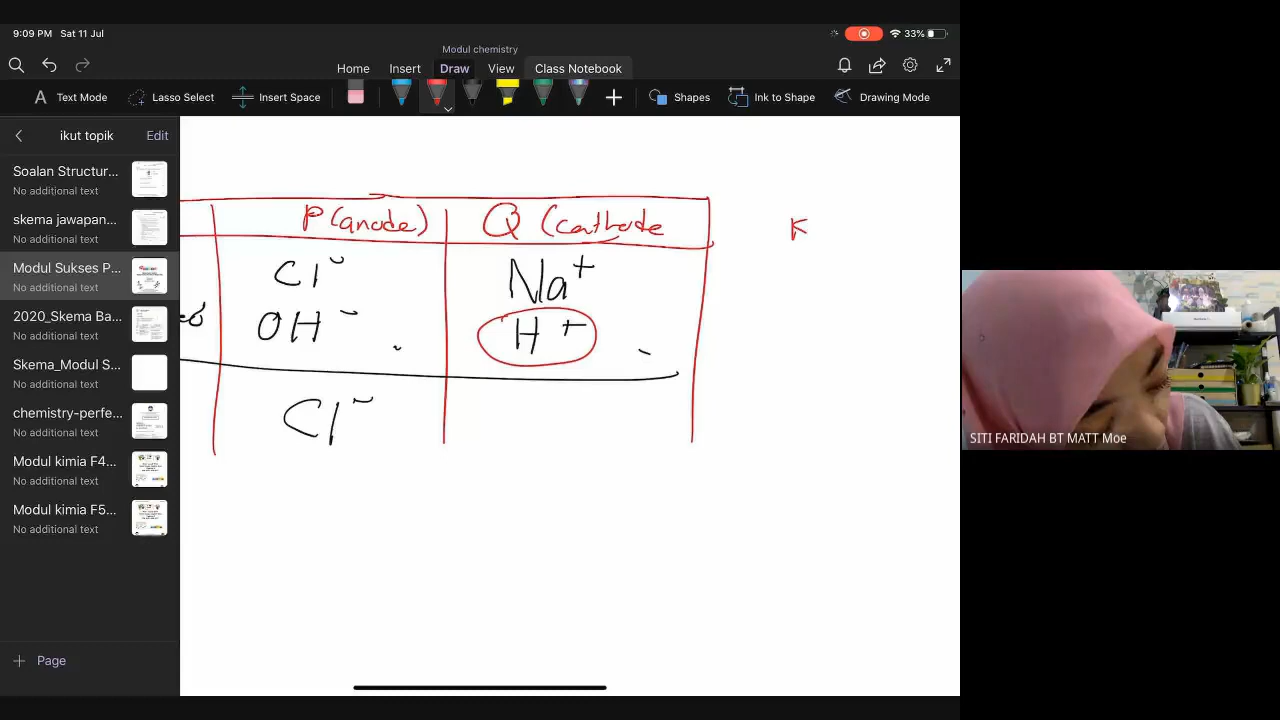 9:09 PM Sat 11 Jul
33%
Modul chemistry
Home Insert Draw View Class Notebook
Text Mode Lasso Select Insert Space Shapes Ink to Shape Drawing Mode
ikut topik Edit
Soalan Structur...
No additional text
skema jawapan...
No additional text
Modul Sukses P...
No additional text
2020_Skema Ba...
No additional text
Skema_Modul S...
No additional text
chemistry-perfe...
No additional text
Modul kimia F4...
No additional text
Modul kimia F5...
No additional text
Page
P (anode) Q (cathode
K
Cl⁻ Na⁺
OH⁻ H⁺
Cl⁻
SITI FARIDAH BT MATT Moe